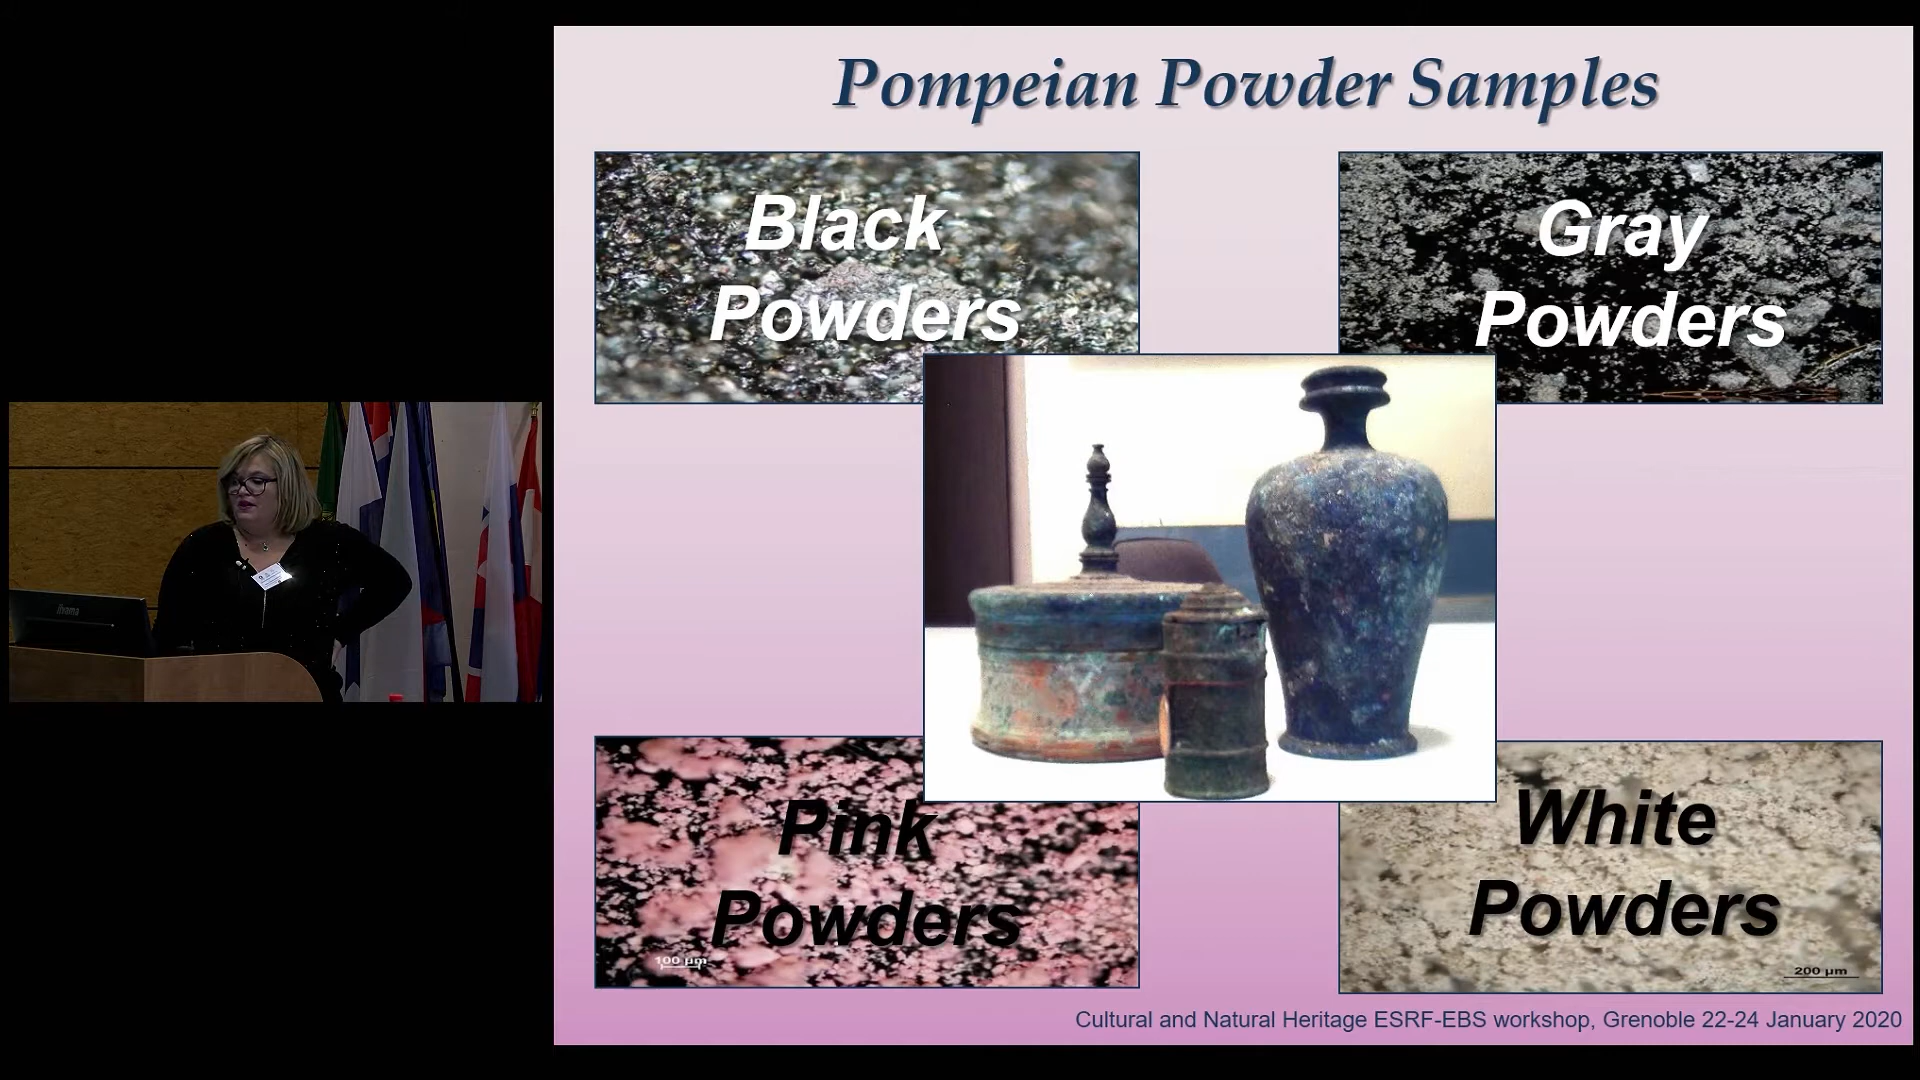 Pompeian Powder Samples
Black
Powders
Gray
Powders
Pink
Powders
100 µm
White
Powders
200 µm
Cultural and Natural Heritage ESRF-EBS workshop, Grenoble 22-24 January 2020
iiyama